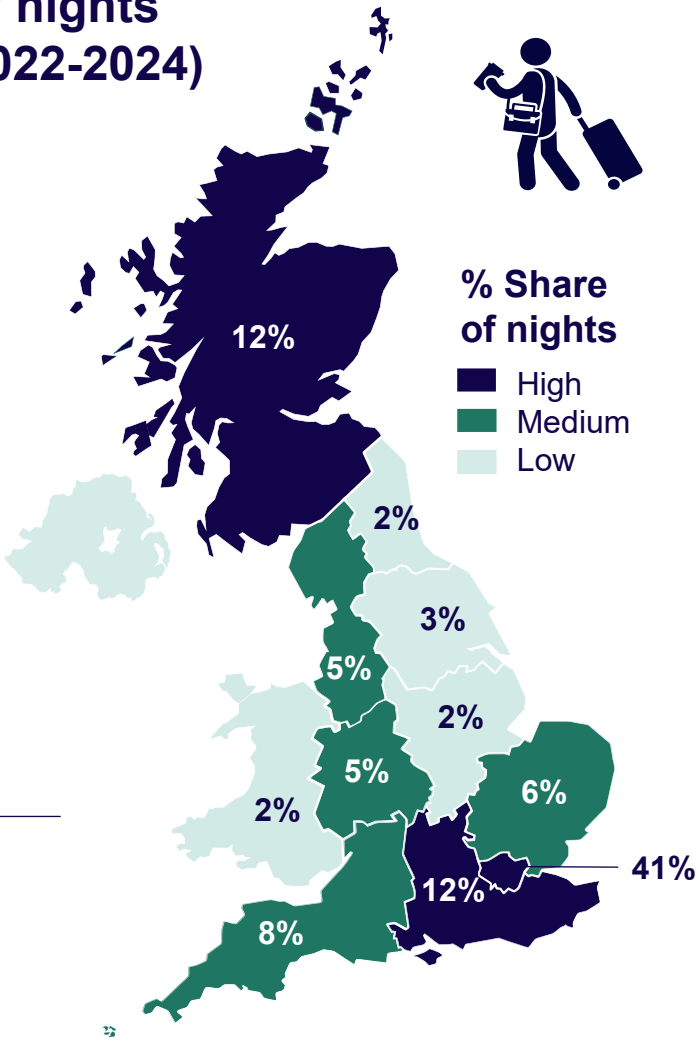 nights
022-2024)
% Share
of nights
High
Medium
Low
12%
2%
3%
5%
2%
5%
6%
2%
41%
12%
8%